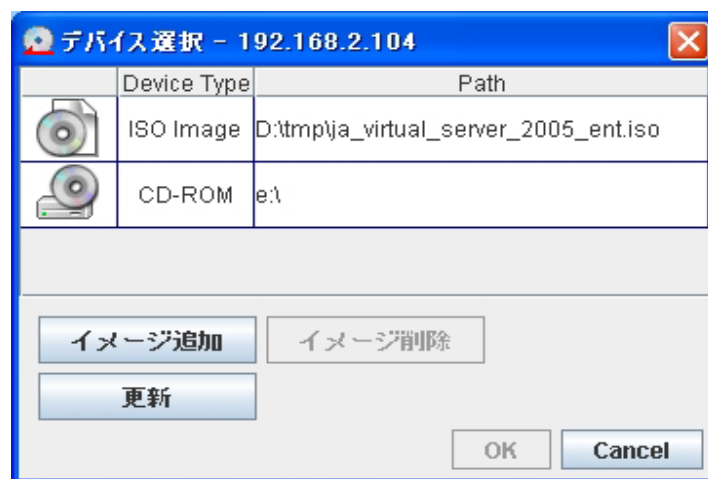 デバイス選択 - 192.168.2.104
Device Type Path
ISO Image D:\tmp\ja_virtual_server_2005_ent.iso
CD-ROM e:\
イメージ追加 イメージ削除
更新
OK Cancel